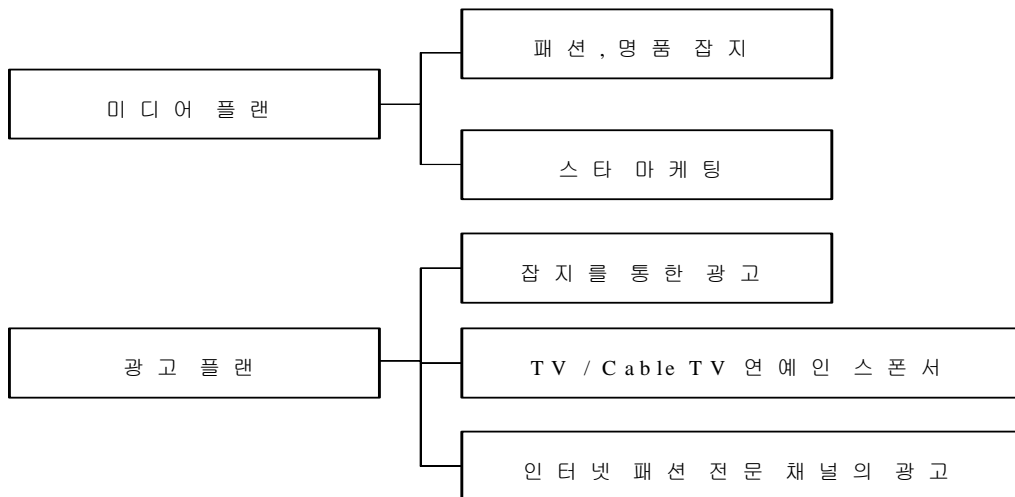 패션,명품 잡지
미디어 플랜
스타 마케팅
잡지를 통한 광고
광고 플랜
TV / Cable TV 연예인 스폰서
인터넷 패션 전문 채널의 광고